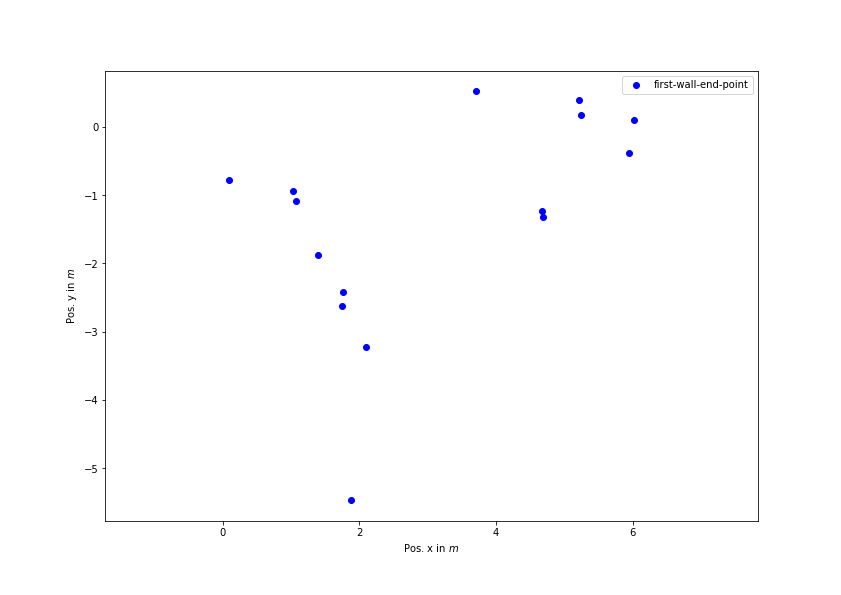 first-wall-end-point
0
−1
−2
−3
−4
−5
Pos. y in m
0 2 4 6
Pos. x in m